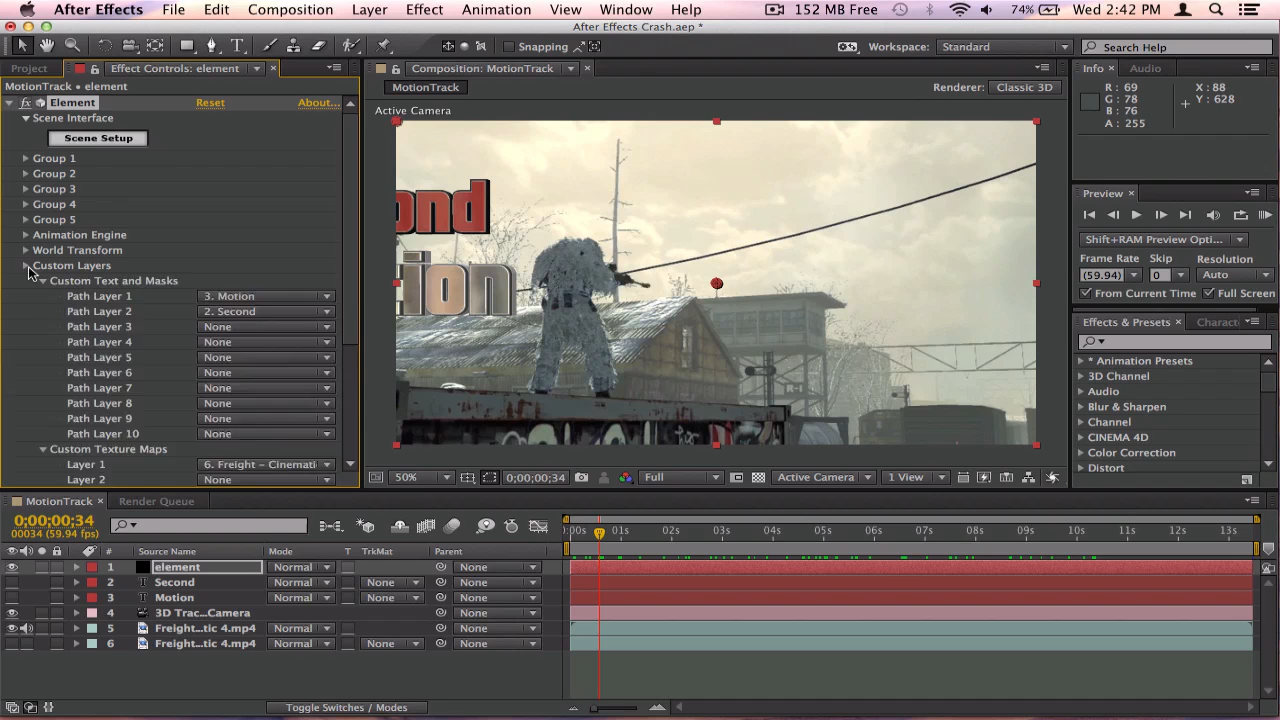 After Effects File Edit Composition Layer Effect Animation View Window Help 152 MB Free 74% Wed 2:42 PM
After Effects Crash.aep *
Snapping Workspace: Standard Search Help
Project Effect Controls: element
MotionTrack • element
fx Element Reset About...
Scene Interface
Scene Setup
Group 1
Group 2
Group 3
Group 4
Group 5
Animation Engine
World Transform
Custom Layers
Custom Text and Masks
Path Layer 1 3. Motion
Path Layer 2 2. Second
Path Layer 3 None
Path Layer 4 None
Path Layer 5 None
Path Layer 6 None
Path Layer 7 None
Path Layer 8 None
Path Layer 9 None
Path Layer 10 None
Custom Texture Maps
Layer 1 6. Freight – Cinemati
Layer 2 None
Composition: MotionTrack
MotionTrack Renderer: Classic 3D
Active Camera
ond
ion
R-1
50% 0;00;00;34 Full Active Camera 1 View
Info Audio
R : 69 X : 88
G : 78 Y : 628
B : 76
A : 255
Preview
Shift+RAM Preview Opti...
Frame Rate Skip Resolution
(59.94) 0 Auto
From Current Time Full Screen
Effects & Presets Charact
* Animation Presets
3D Channel
Audio
Blur & Sharpen
Channel
CINEMA 4D
Color Correction
Distort
MotionTrack Render Queue
0;00;00;34
00034 (59.94 fps)
:00s 01s 02s 03s 04s 05s 06s 07s 08s 09s 10s 11s 12s 13s
# Source Name Mode T TrkMat Parent
1 element Normal None
2 T Second Normal None None
3 T Motion Normal None None
4 3D Trac...Camera None
5 Freight...tic 4.mp4 Normal None
6 Freight...tic 4.mp4 Normal None None
Toggle Switches / Modes